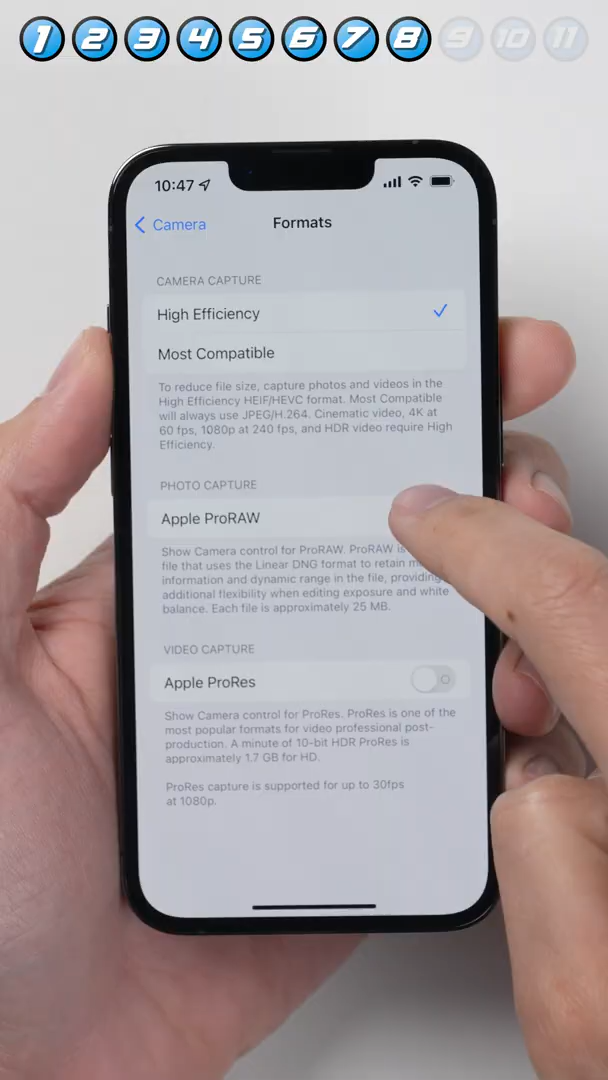 1 2 3 4 5 6 7 8 9 10 11
10:47
Camera
Formats
CAMERA CAPTURE
High Efficiency
Most Compatible
To reduce file size, capture photos and videos in the
High Efficiency HEIF/HEVC format. Most Compatible
will always use JPEG/H.264. Cinematic video, 4K at
60 fps, 1080p at 240 fps, and HDR video require High
Efficiency.
PHOTO CAPTURE
Apple ProRAW
Show Camera control for ProRAW. ProRAW is
file that uses the Linear DNG format to retain
information and dynamic range in the file, providing
additional flexibility when editing exposure and white
balance. Each file is approximately 25 MB.
VIDEO CAPTURE
Apple ProRes
Show Camera control for ProRes. ProRes is one of the
most popular formats for video professional post-
production. A minute of 10-bit HDR ProRes is
approximately 1.7 GB for HD.
ProRes capture is supported for up to 30fps
at 1080p.